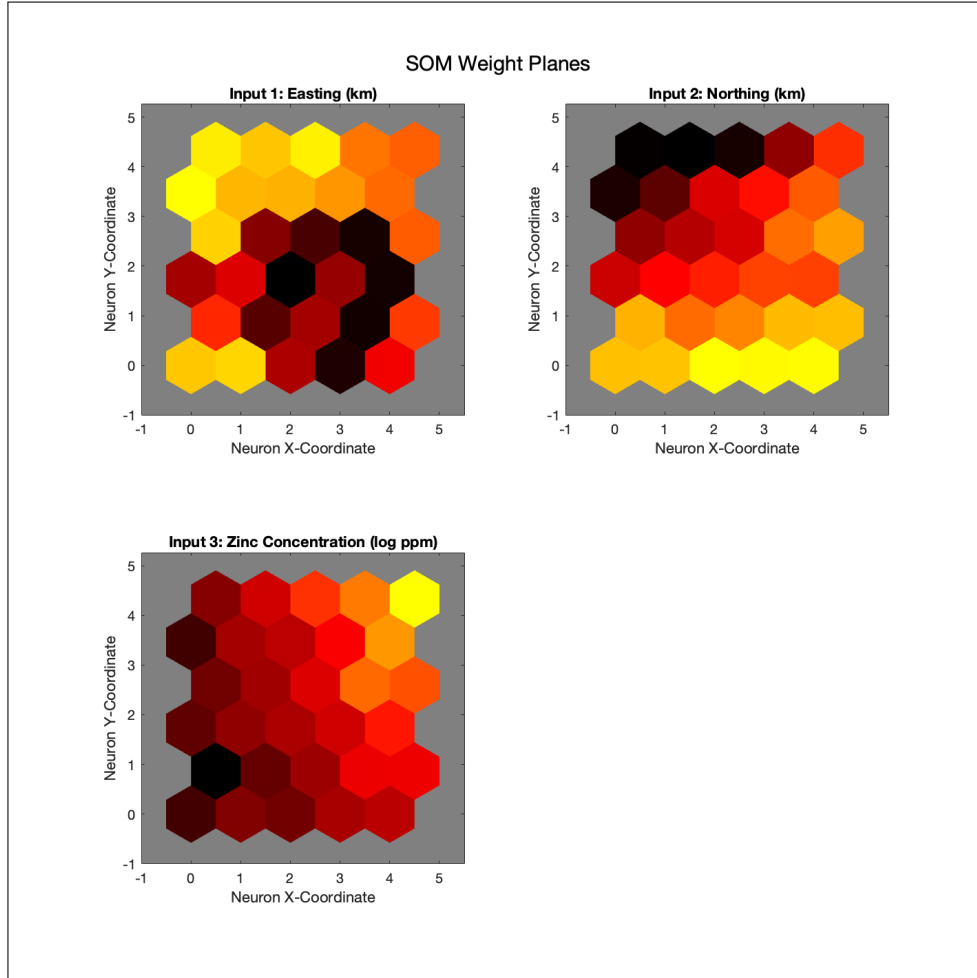 SOM Weight Planes
Input 1: Easting (km)
5
4
3
2
1
0
-1
Neuron Y-Coordinate
-1 0 1 2 3 4 5
Neuron X-Coordinate
Input 2: Northing (km)
5
4
3
2
1
0
-1
Neuron Y-Coordinate
-1 0 1 2 3 4 5
Neuron X-Coordinate
Input 3: Zinc Concentration (log ppm)
5
4
3
2
1
0
-1
Neuron Y-Coordinate
-1 0 1 2 3 4 5
Neuron X-Coordinate